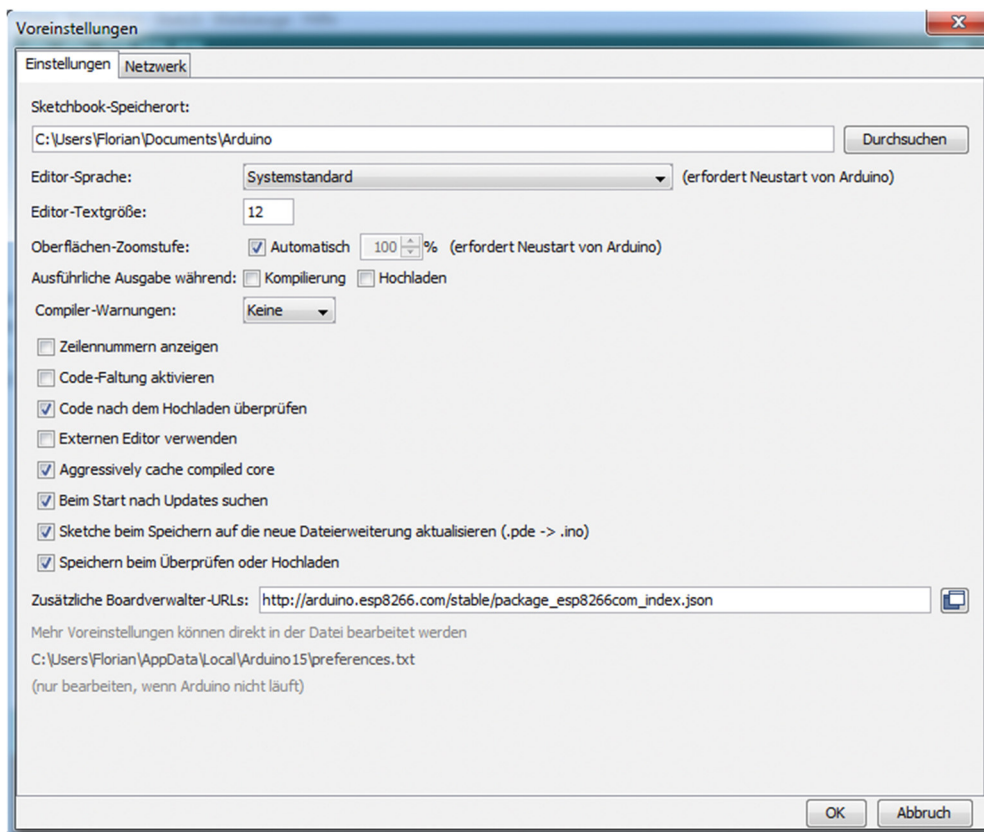 Voreinstellungen
Einstellungen Netzwerk
Sketchbook-Speicherort:
C:\Users\Florian\Documents\Arduino Durchsuchen
Editor-Sprache: Systemstandard (erfordert Neustart von Arduino)
Editor-Textgröße: 12
Oberflächen-Zoomstufe: Automatisch 100 % (erfordert Neustart von Arduino)
Ausführliche Ausgabe während: Kompilierung Hochladen
Compiler-Warnungen: Keine
Zeilennummern anzeigen
Code-Faltung aktivieren
Code nach dem Hochladen überprüfen
Externen Editor verwenden
Aggressively cache compiled core
Beim Start nach Updates suchen
Sketche beim Speichern auf die neue Dateierweiterung aktualisieren (.pde -> .ino)
Speichern beim Überprüfen oder Hochladen
Zusätzliche Boardverwalter-URLs: http://arduino.esp8266.com/stable/package_esp8266com_index.json
Mehr Voreinstellungen können direkt in der Datei bearbeitet werden
C:\Users\Florian\AppData\Local\Arduino15\preferences.txt
(nur bearbeiten, wenn Arduino nicht läuft)
OK Abbruch